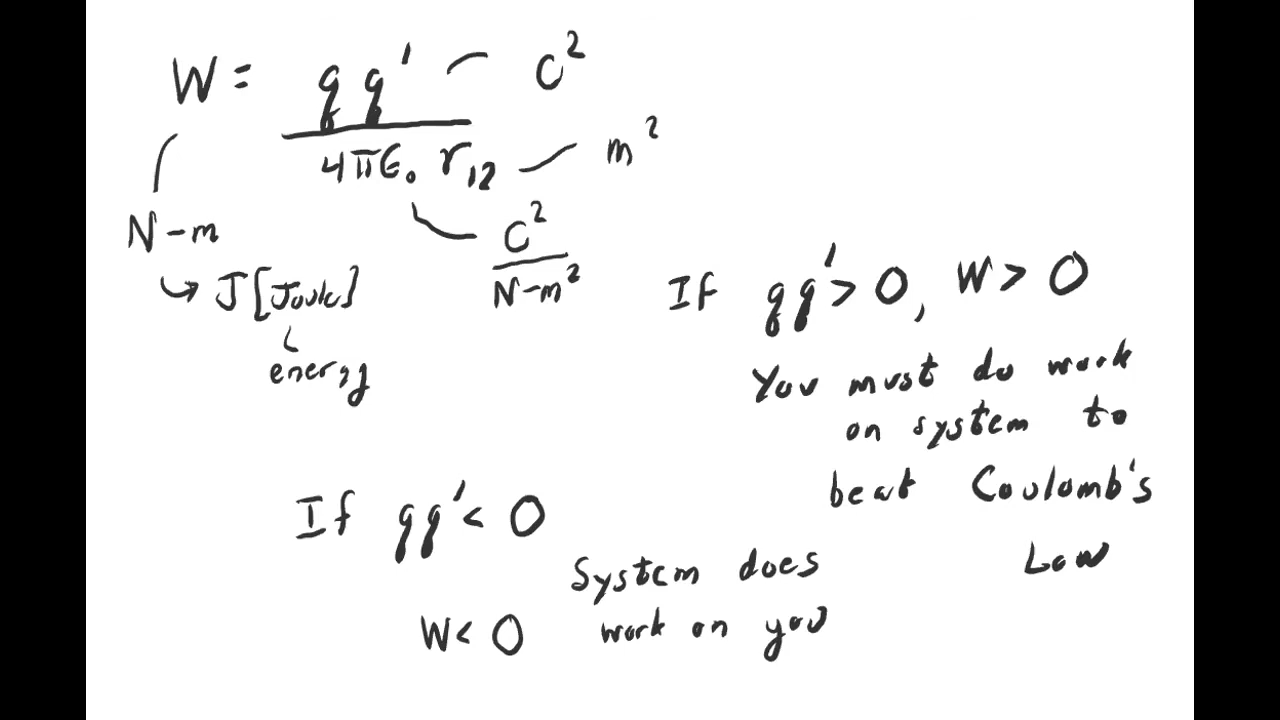 W = qq' / 4πϵ₀ r₁₂
C²
m²
C² / N-m²
N-m
↳ J [Joule]
energy
If qq' > 0, W > 0
You must do work
on system to
beat Coulomb's
Law
If qq' < 0
W < 0
System does
work on you